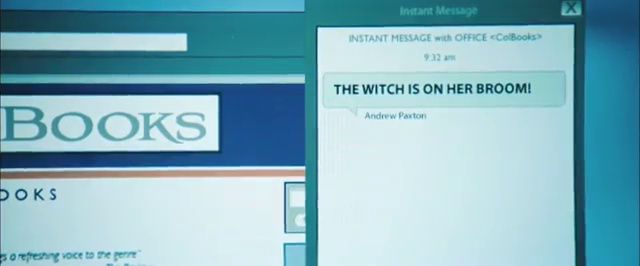 Instant Message
X
INSTANT MESSAGE with OFFICE <ColBooks>
9:32 am
THE WITCH IS ON HER BROOM!
Andrew Paxton
BOOKS
OOKS
s a refreshing voice to the genre"